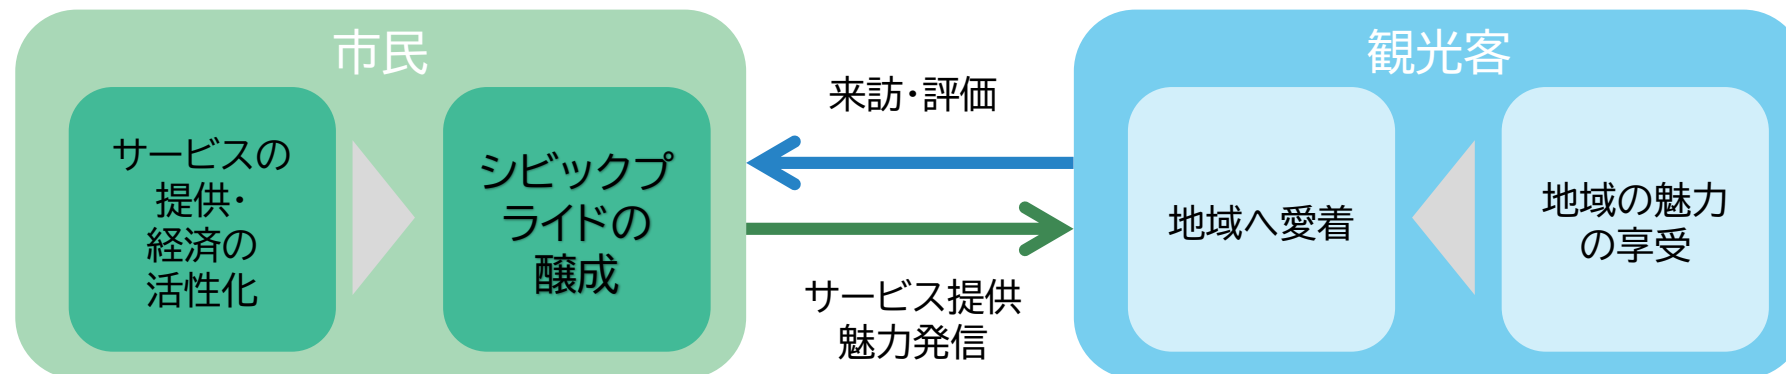 市民
サービスの
提供・
経済の
活性化
シビックプ
ライドの
醸成
来訪・評価
サービス提供
魅力発信
観光客
地域へ愛着
地域の魅力
の享受